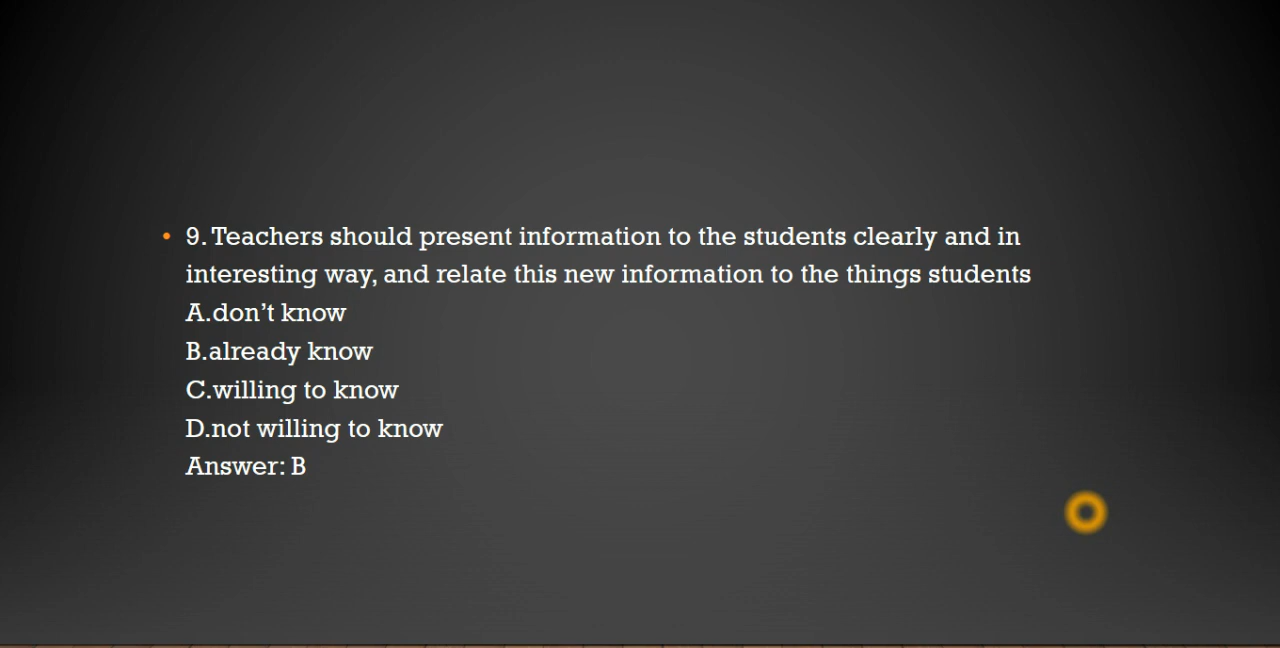 • 9. Teachers should present information to the students clearly and in
interesting way, and relate this new information to the things students
A.don’t know
B.already know
C.willing to know
D.not willing to know
Answer: B